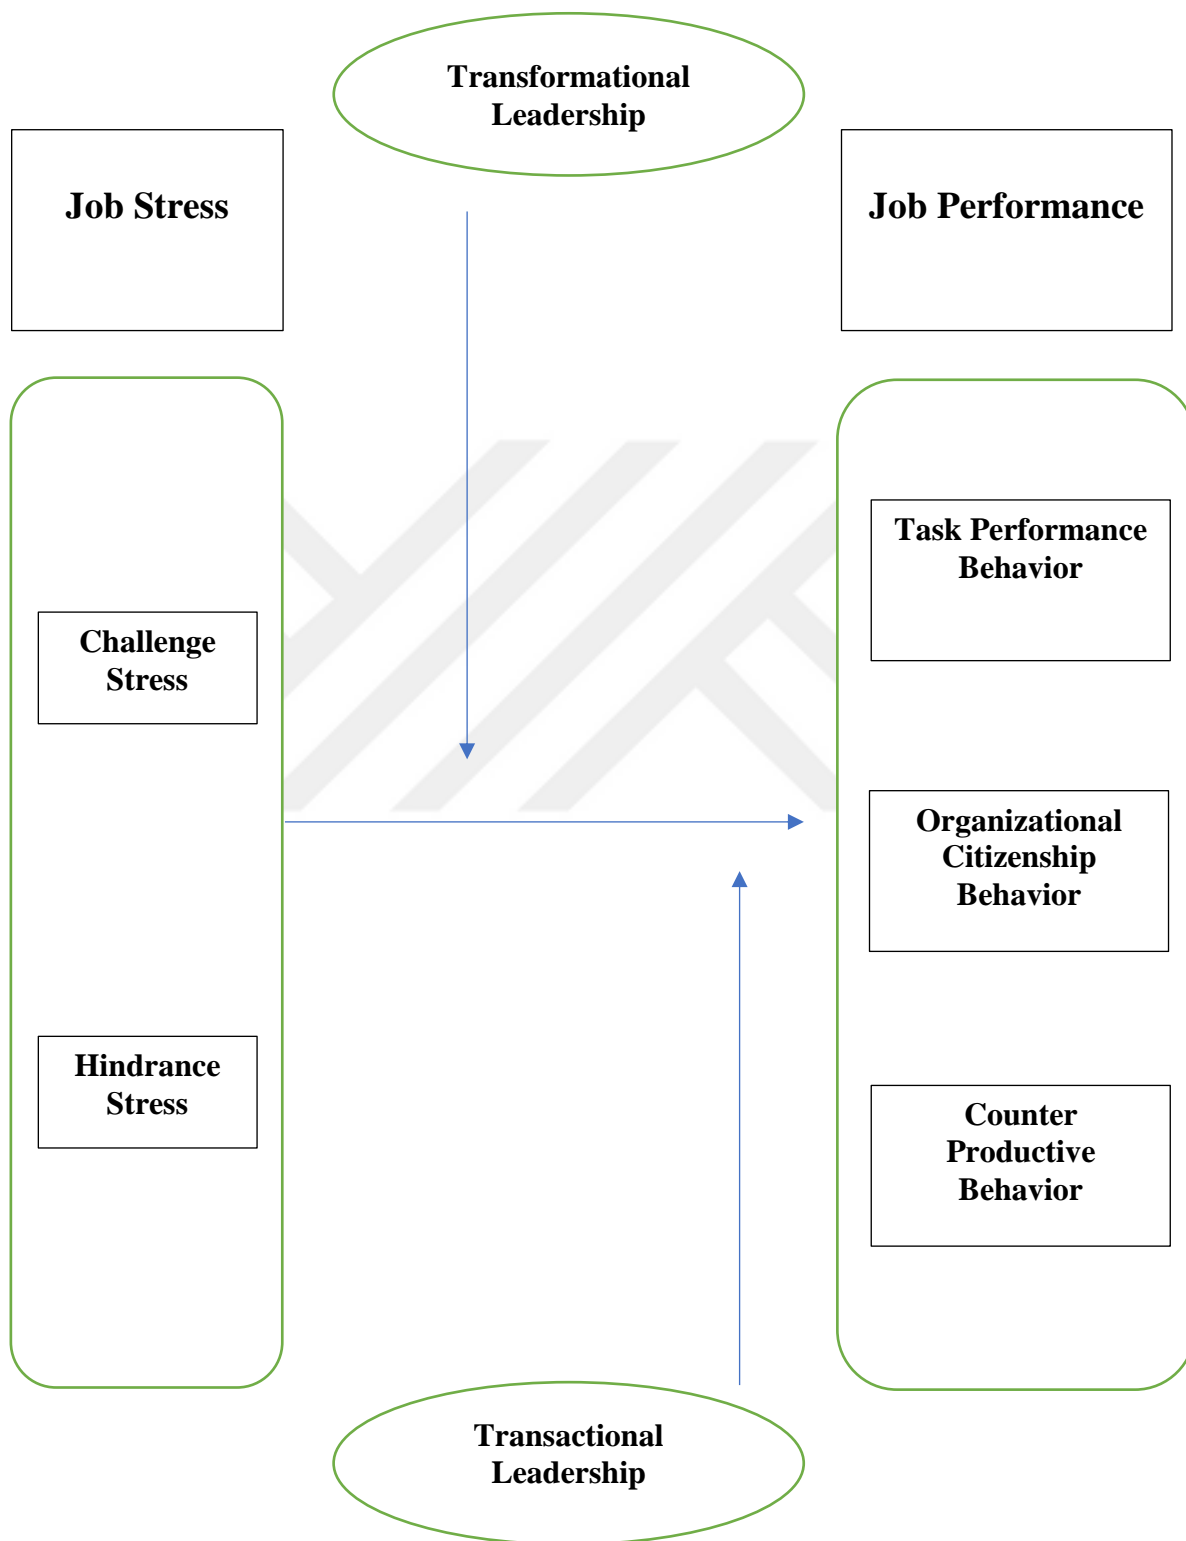 Transformational
Leadership
Job Stress
Job Performance
Task Performance
Behavior
Challenge
Stress
Organizational
Citizenship
Behavior
Hindrance
Stress
Counter
Productive
Behavior
Transactional
Leadership